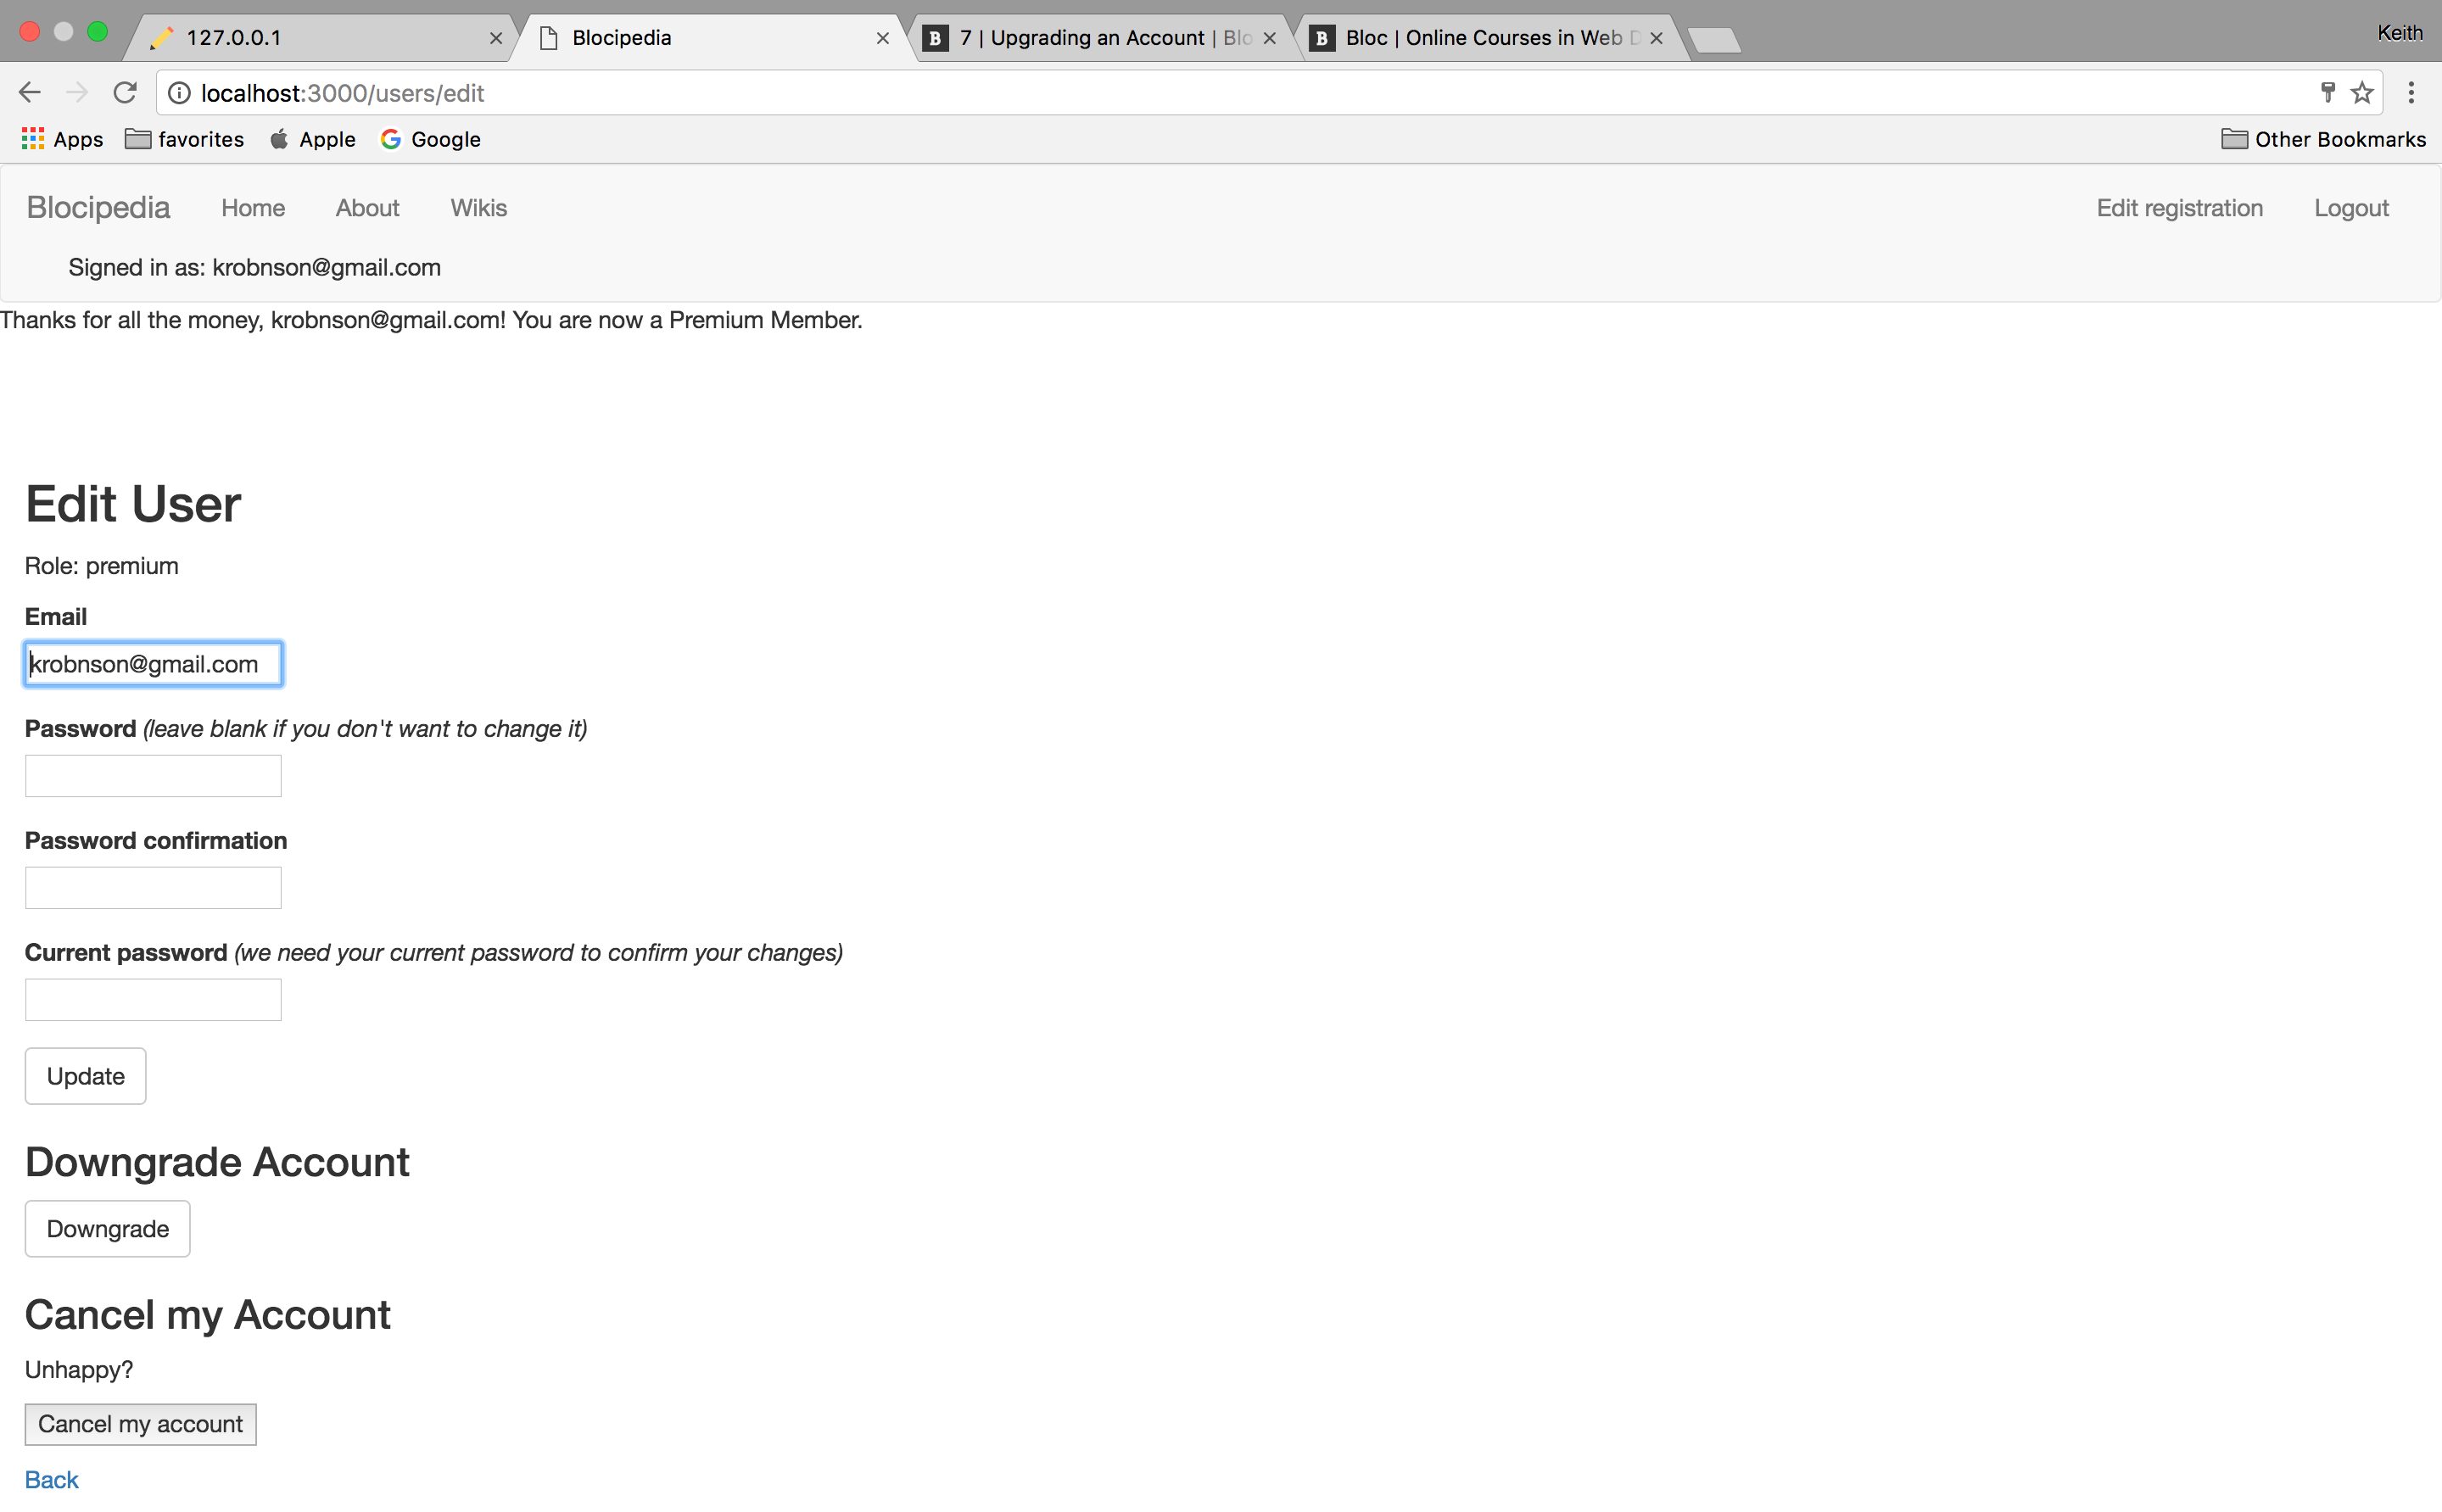 127.0.0.1
Blocipedia
7 | Upgrading an Account | Blo
Bloc | Online Courses in Web D
Keith
localhost:3000/users/edit
Apps favorites Apple Google Other Bookmarks
Blocipedia Home About Wikis Edit registration Logout
Signed in as: krobnson@gmail.com
Thanks for all the money, krobnson@gmail.com! You are now a Premium Member.
Edit User
Role: premium
Email
krobnson@gmail.com
Password (leave blank if you don't want to change it)
Password confirmation
Current password (we need your current password to confirm your changes)
Update
Downgrade Account
Downgrade
Cancel my Account
Unhappy?
Cancel my account
Back